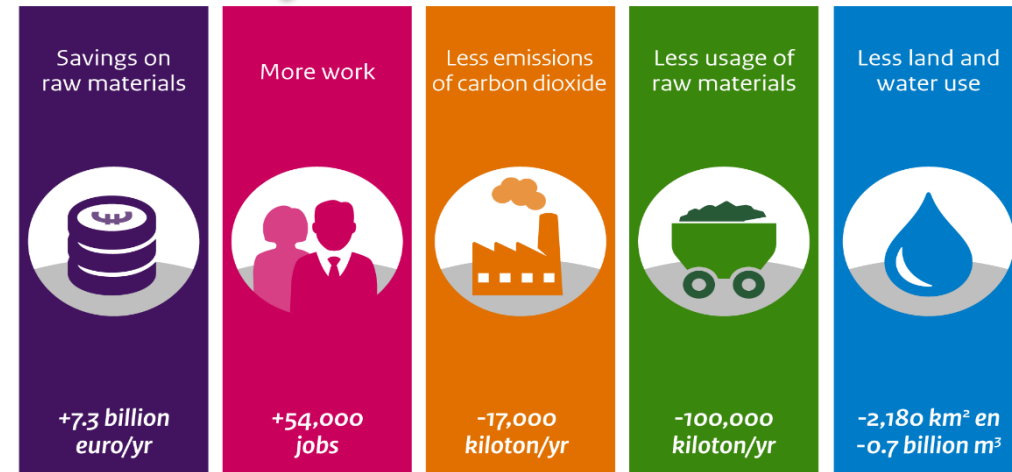 Savings on
raw materials
+7.3 billion
euro/yr
More work
+54,000
jobs
Less emissions
of carbon dioxide
-17,000
kiloton/yr
Less usage of
raw materials
-100,000
kiloton/yr
Less land and
water use
-2,180 km² en
-0.7 billion m³